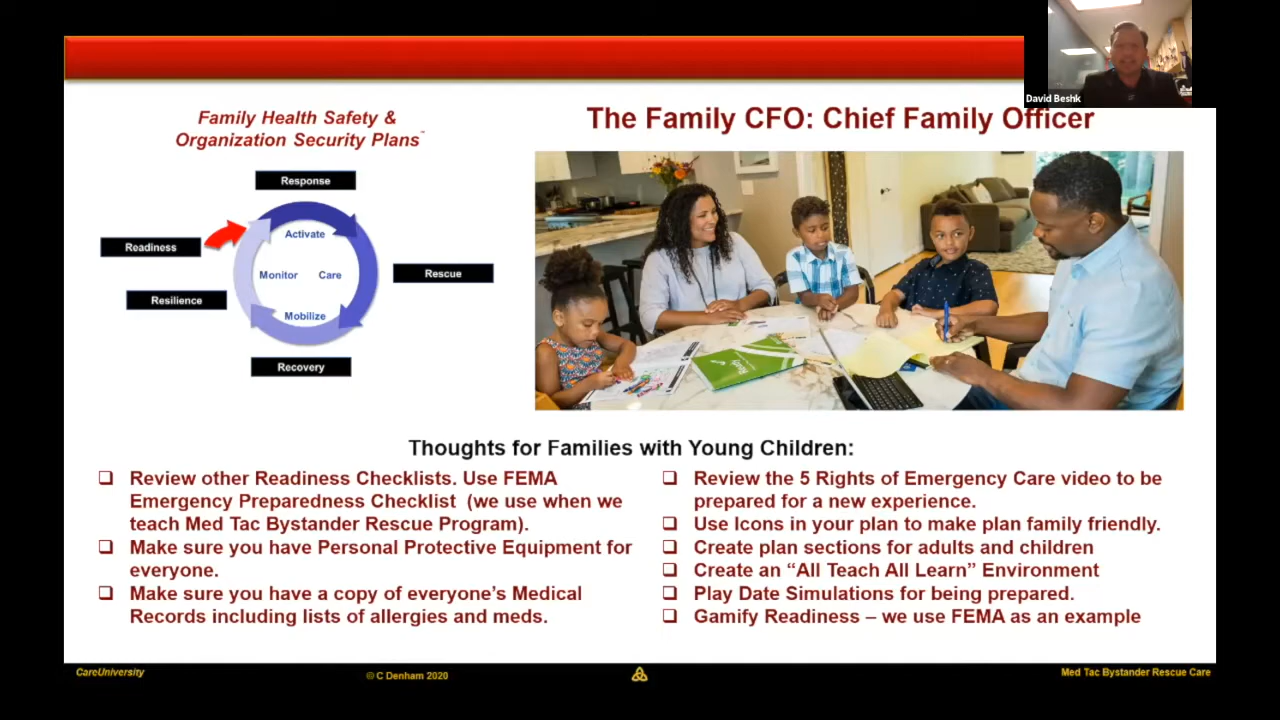 David Beshk
Family Health Safety &
Organization Security Plans
The Family CFO: Chief Family Officer
Response
Activate
Readiness
Monitor
Care
Rescue
Resilience
Mobilize
Recovery
Thoughts for Families with Young Children:
❑ Review other Readiness Checklists. Use FEMA
Emergency Preparedness Checklist (we use when we
teach Med Tac Bystander Rescue Program).
❑ Make sure you have Personal Protective Equipment for
everyone.
❑ Make sure you have a copy of everyone’s Medical
Records including lists of allergies and meds.
❑ Review the 5 Rights of Emergency Care video to be
prepared for a new experience.
❑ Use Icons in your plan to make plan family friendly.
❑ Create plan sections for adults and children
❑ Create an “All Teach All Learn” Environment
❑ Play Date Simulations for being prepared.
❑ Gamify Readiness – we use FEMA as an example
CareUniversity
© C Denham 2020
Med Tac Bystander Rescue Care